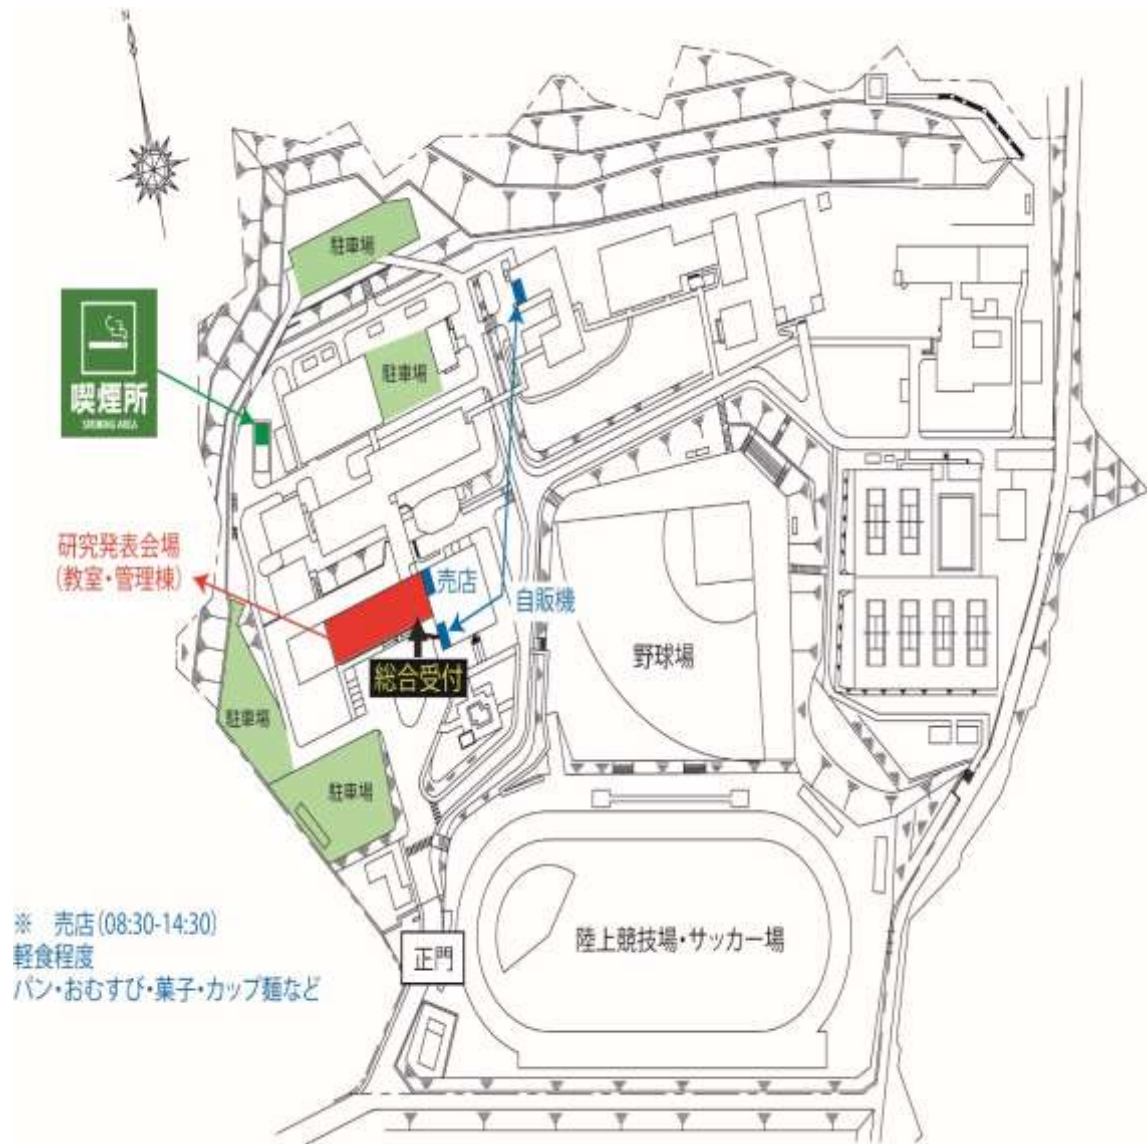 N
駐車場
駐車場
喫煙所
SMOKING AREA
研究発表会場
(教室・管理棟)
売店
自販機
総合受付
野球場
駐車場
駐車場
※　売店(08:30-14:30)
軽食程度
パン・おむすび・菓子・カップ麺など
正門
陸上競技場・サッカー場